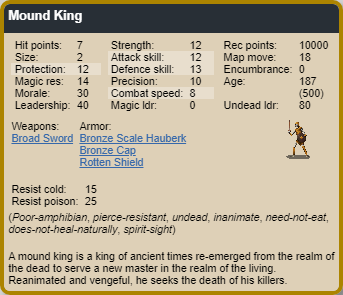 Mound King
Hit points: 7 Strength: 12 Rec points: 10000
Size: 2 Attack skill: 12 Map move: 18
Protection: 12 Defence skill: 13 Encumbrance: 0
Magic res: 14 Precision: 10 Age: 187
Morale: 30 Combat speed: 8 (500)
Leadership: 40 Magic ldr: 0 Undead ldr: 80
Weapons: Armor:
Broad Sword Bronze Scale Hauberk
Bronze Cap
Rotten Shield
Resist cold: 15
Resist poison: 25
(Poor-amphibian, pierce-resistant, undead, inanimate, need-not-eat,
does-not-heal-naturally, spirit-sight)
A mound king is a king of ancient times re-emerged from the realm of
the dead to serve a new master in the realm of the living.
Reanimated and vengeful, he seeks the death of his killers.